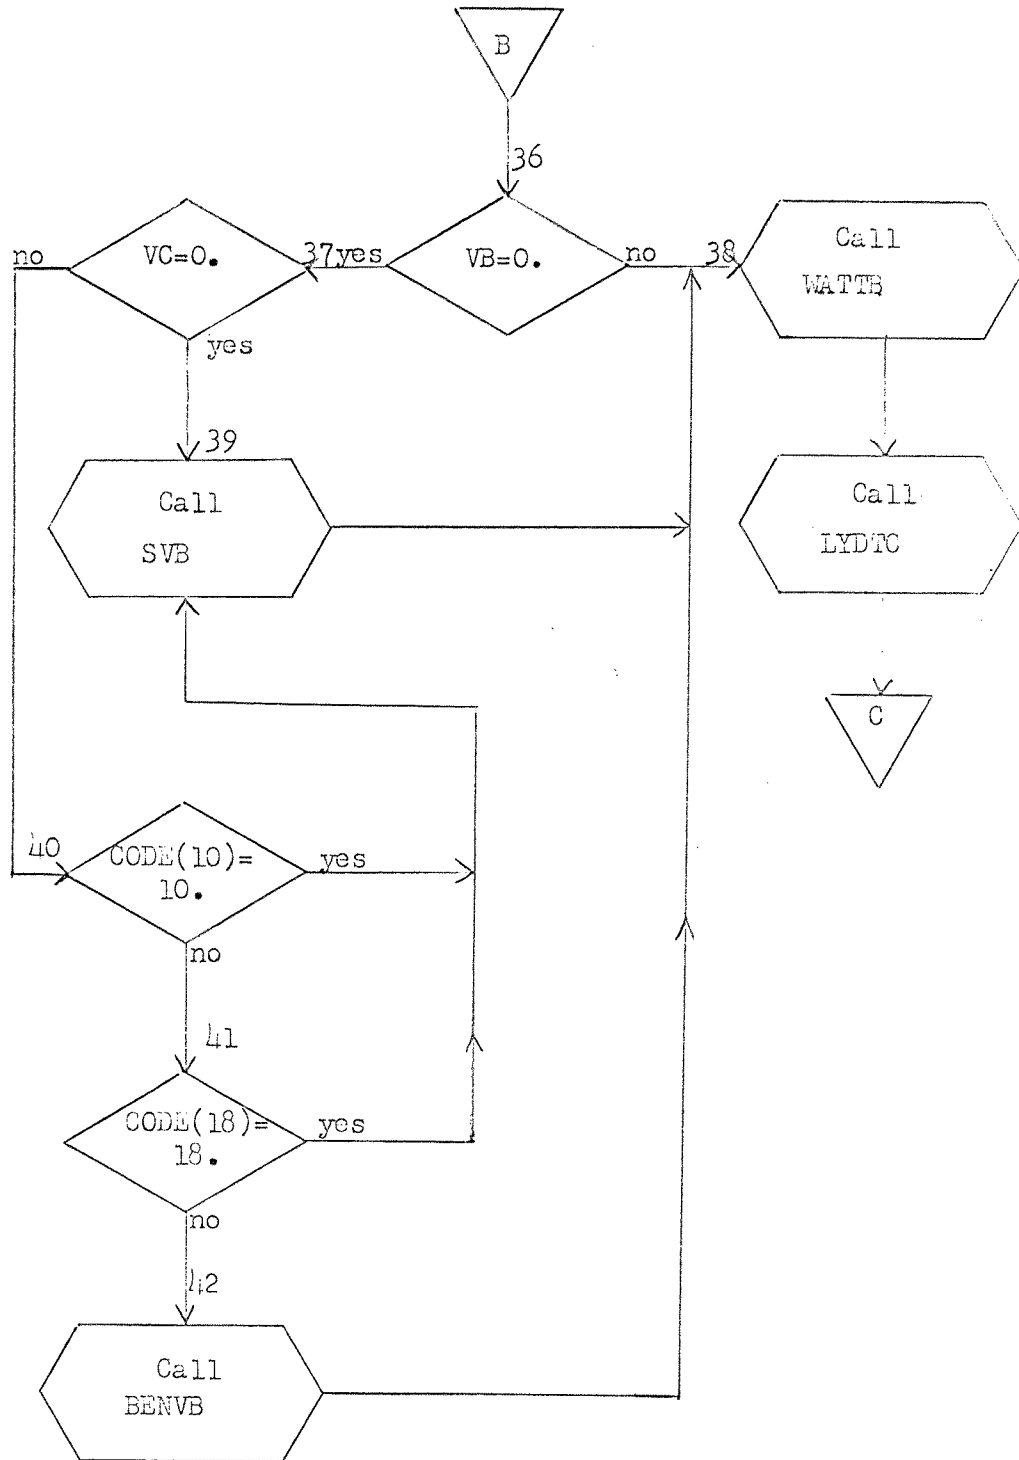 B
36
no
VC=0.
37yes
VB=0.
no
38
Call
WATTB
yes
39
Call
SVB
Call
LYDTC
C
40
CODE(10)=
10.
yes
no
41
CODE(18)=
18.
yes
no
42
Call
BENVB